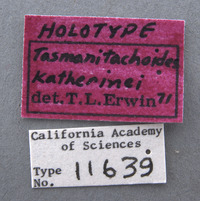 HOLOTYPE
Tasmanitachoides
Katherinei
det. T. L. Erwin 71
California Academy
of Sciences
Type
No. 11639